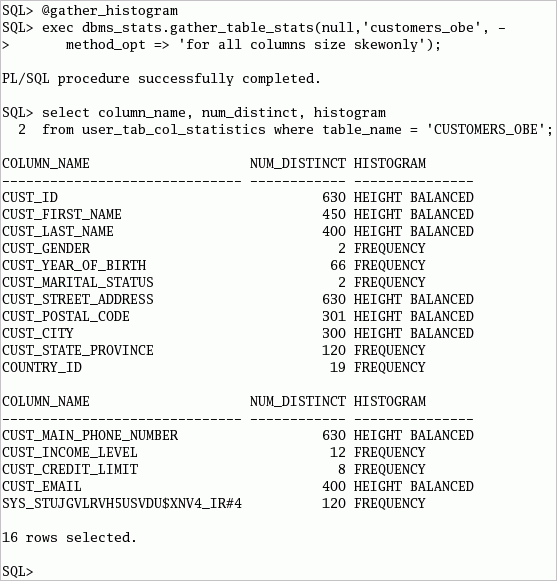 SQL> @gather_histogram
SQL> exec dbms_stats.gather_table_stats(null,'customers_obe', –
>       method_opt => 'for all columns size skewonly');
PL/SQL procedure successfully completed.
SQL> select column_name, num_distinct, histogram
  2  from user_tab_col_statistics where table_name = 'CUSTOMERS_OBE';
COLUMN_NAME                    NUM_DISTINCT HISTOGRAM
------------------------------ ------------ ---------------
CUST_ID                                 630 HEIGHT BALANCED
CUST_FIRST_NAME                         450 HEIGHT BALANCED
CUST_LAST_NAME                          400 HEIGHT BALANCED
CUST_GENDER                               2 FREQUENCY
CUST_YEAR_OF_BIRTH                       66 FREQUENCY
CUST_MARITAL_STATUS                       2 FREQUENCY
CUST_STREET_ADDRESS                     630 HEIGHT BALANCED
CUST_POSTAL_CODE                        301 HEIGHT BALANCED
CUST_CITY                               300 HEIGHT BALANCED
CUST_STATE_PROVINCE                     120 FREQUENCY
COUNTRY_ID                               19 FREQUENCY
COLUMN_NAME                    NUM_DISTINCT HISTOGRAM
------------------------------ ------------ ---------------
CUST_MAIN_PHONE_NUMBER                  630 HEIGHT BALANCED
CUST_INCOME_LEVEL                        12 FREQUENCY
CUST_CREDIT_LIMIT                         8 FREQUENCY
CUST_EMAIL                              400 HEIGHT BALANCED
SYS_STUJGVLRVH5USVDU$XNV4_IR#4          120 FREQUENCY
16 rows selected.
SQL>